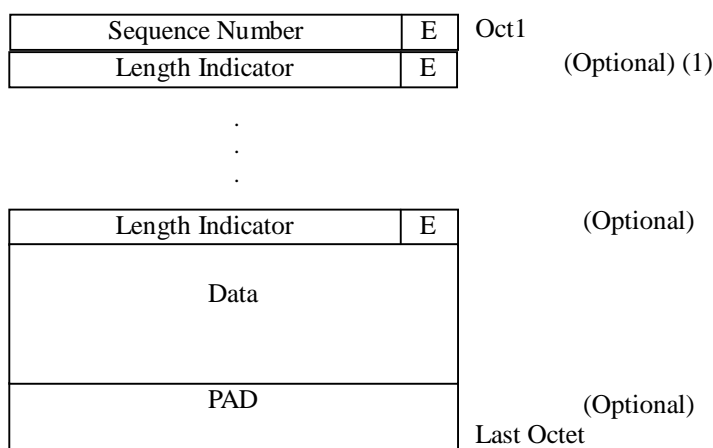 Sequence Number E Oct1
Length Indicator E (Optional) (1)
.
.
.
Length Indicator E (Optional)
Data
PAD (Optional)
Last Octet